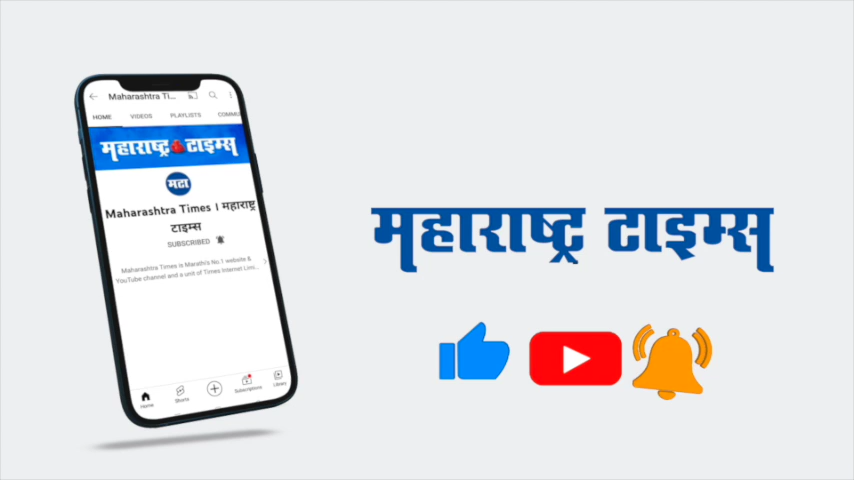 Maharashtra Ti...
HOME VIDEOS PLAYLISTS COMMU
महाराष्ट्र टाइम्स
मटा
Maharashtra Times । महाराष्ट्र
टाइम्स
SUBSCRIBED
Maharashtra Times is Marathi's No.1 website &
YouTube channel and a unit of Times Internet Limi...
Home Shorts Subscriptions Library
महाराष्ट्र टाइम्स